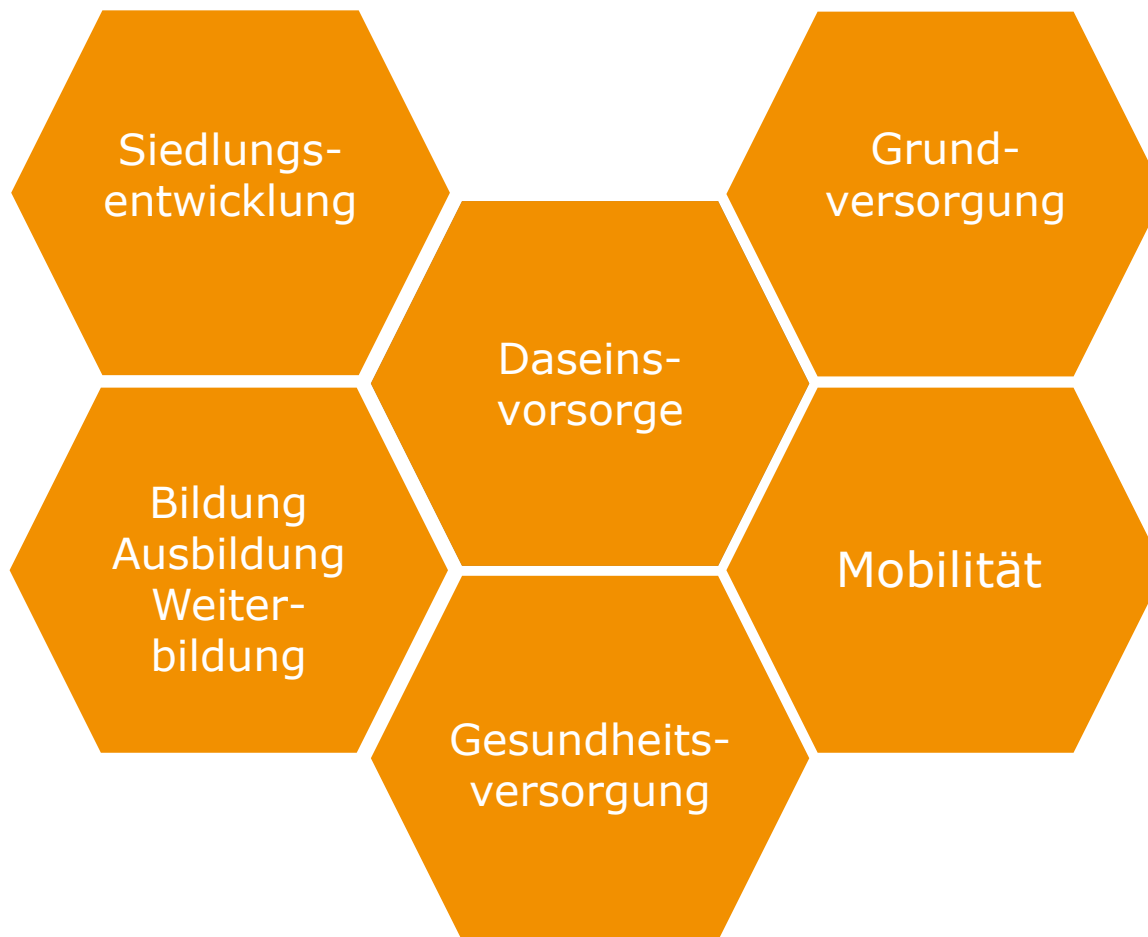 Siedlungs-
entwicklung
Grund-
versorgung
Daseins-
vorsorge
Bildung
Ausbildung
Weiter-
bildung
Mobilität
Gesundheits-
versorgung